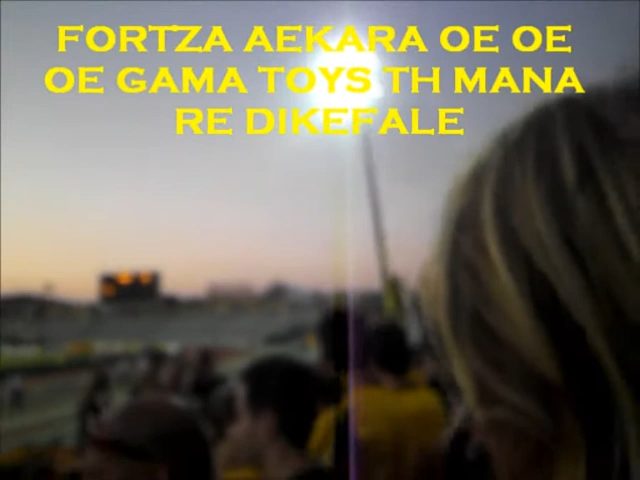 FORTZA AEKARA OE OE
OE GAMA TOYS TH MANA
RE DIKEFALE